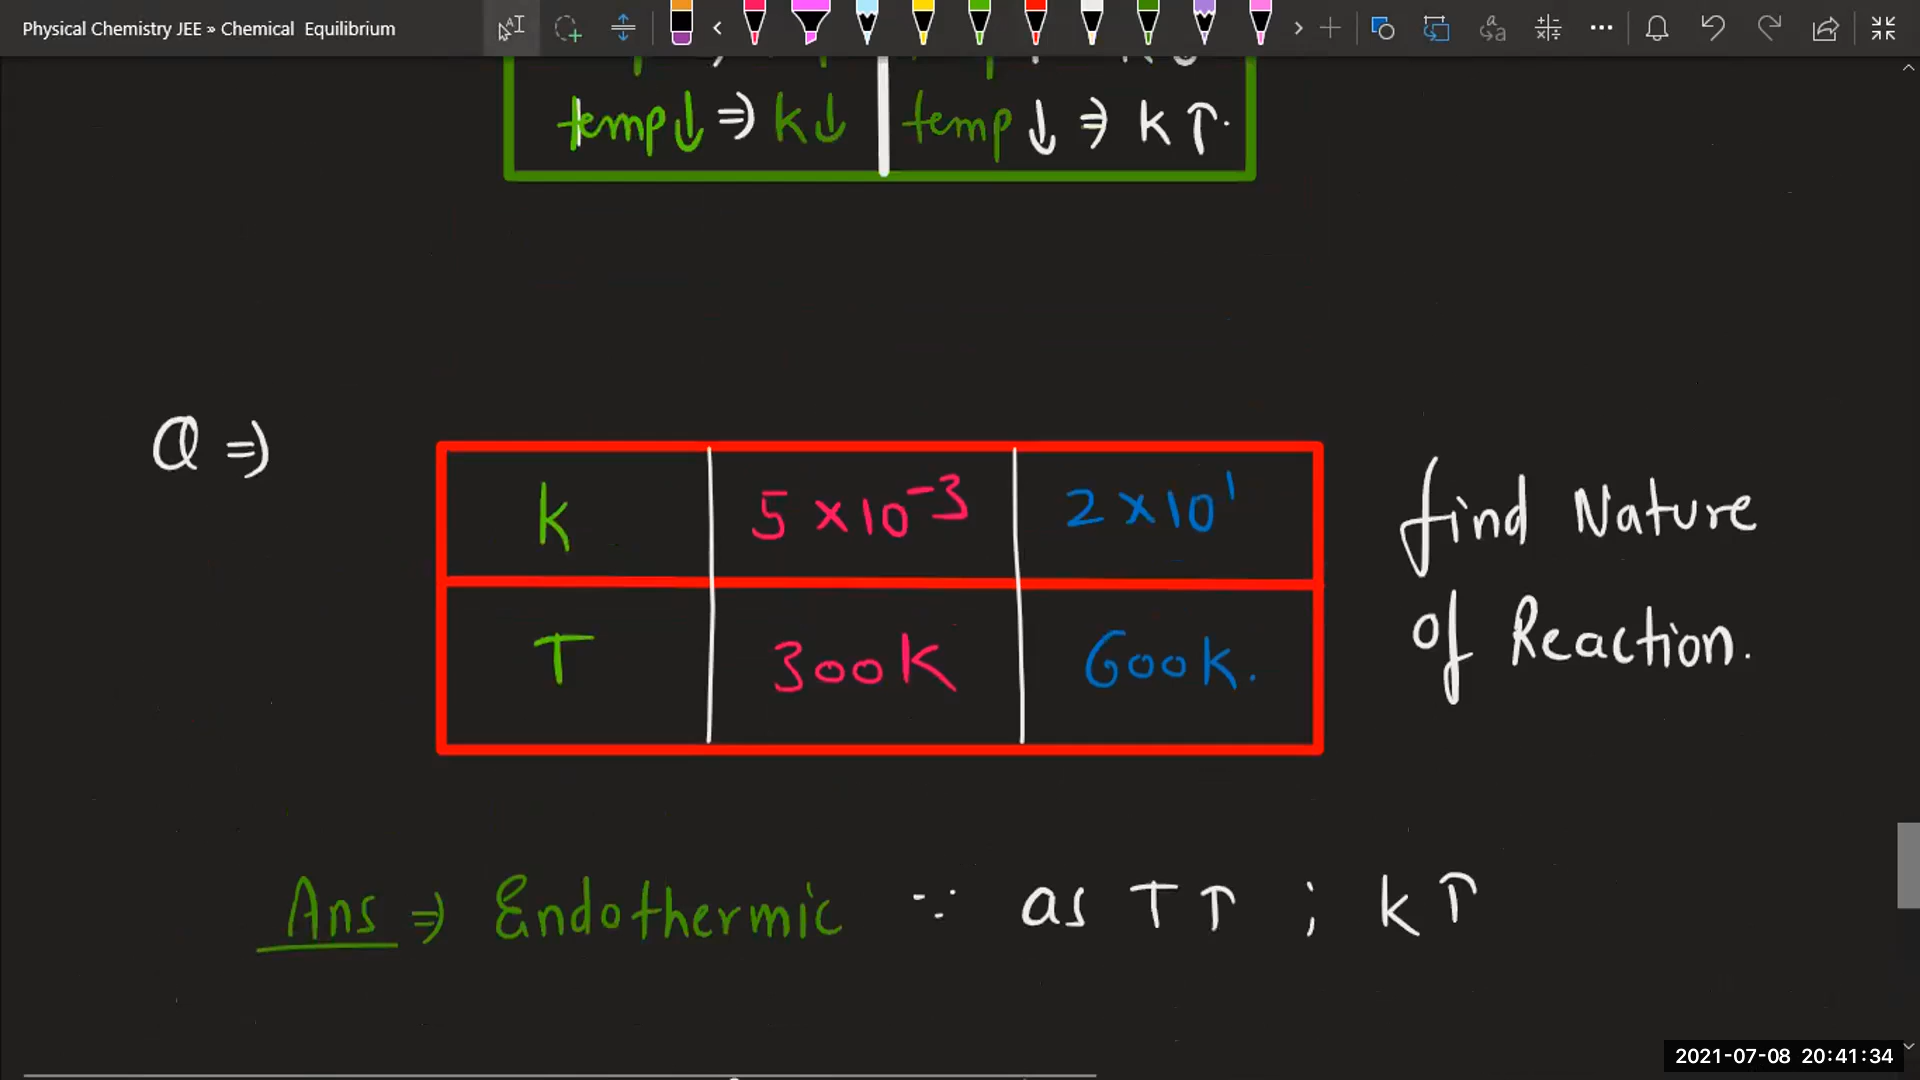 Physical Chemistry JEE » Chemical Equilibrium
temp↓ ⇒ k↓ temp ↓ ⇒ k ↑.
Q ⇒
k 5 × 10⁻³ 2 × 10¹
T 300K 600K.
find Nature
of Reaction.
Ans ⇒ Endothermic ∵ as T↑ ; k↑
2021-07-08 20:41:34